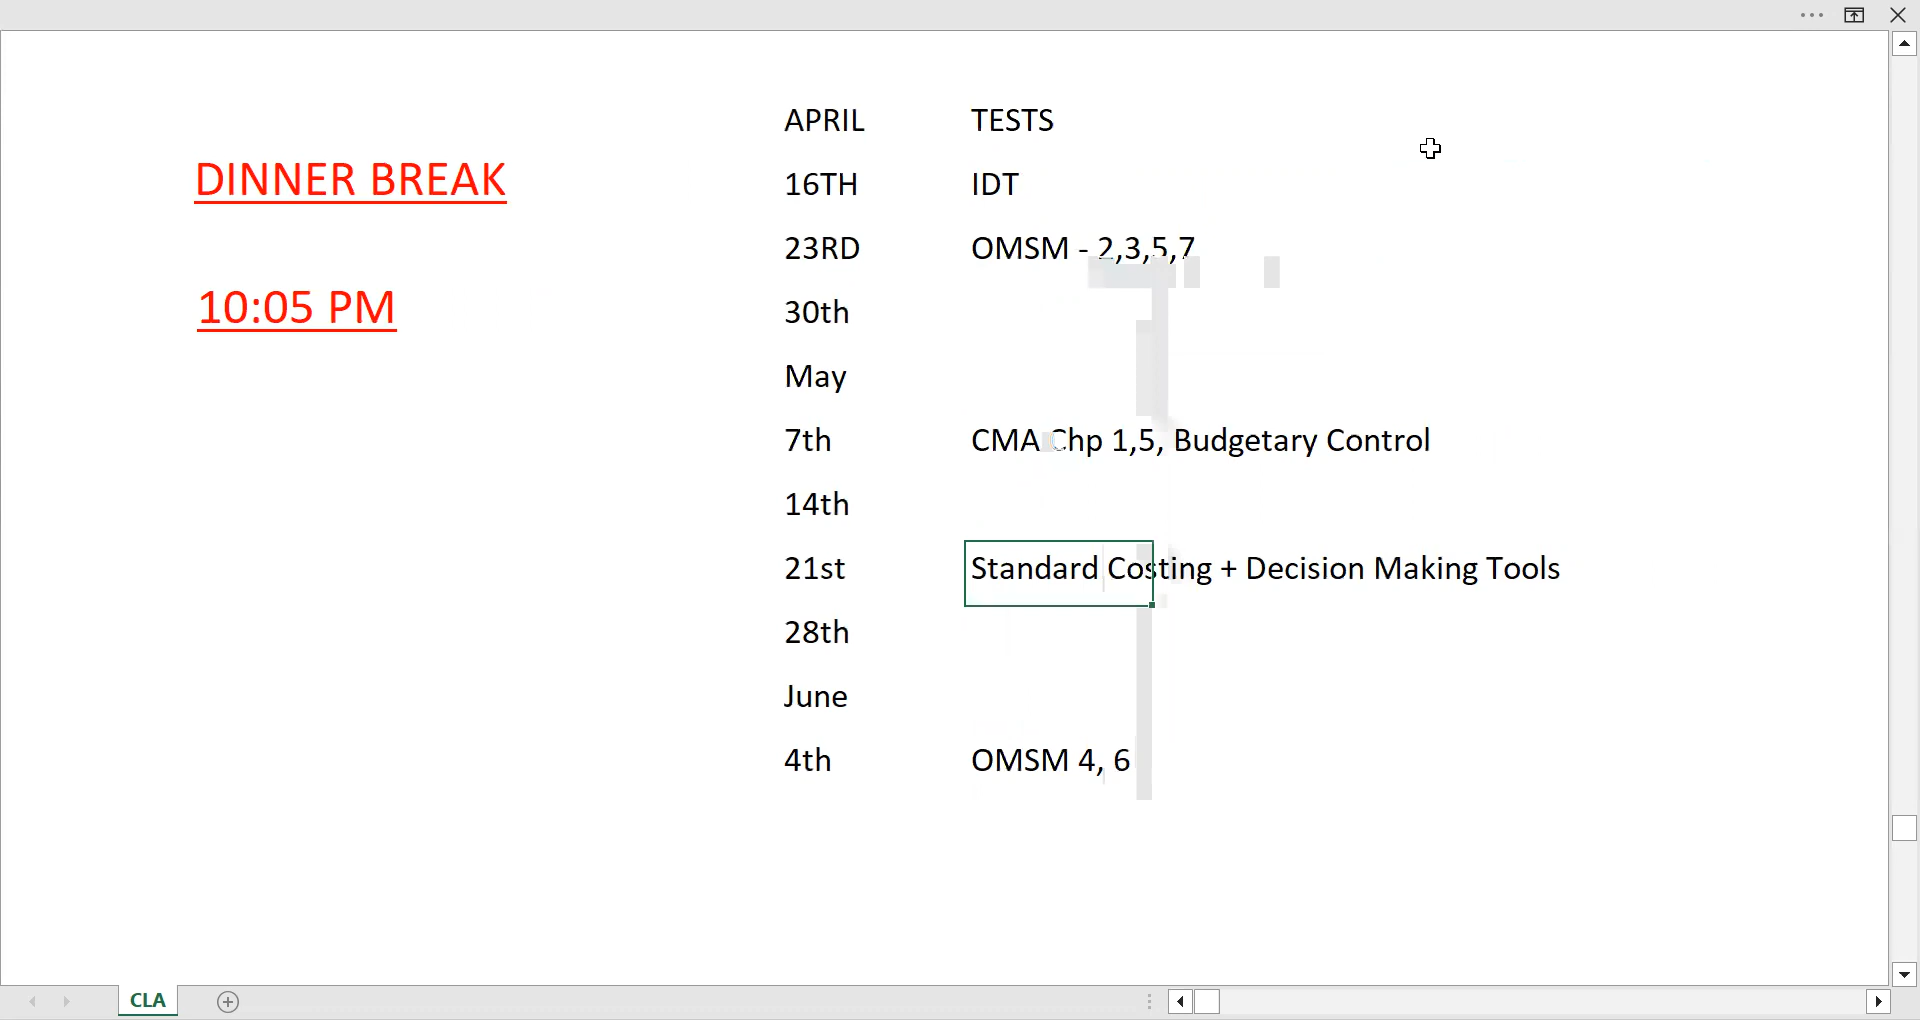 DINNER BREAK
10:05 PM
APRIL TESTS
16TH IDT
23RD OMSM - 2,3,5,7
30th
May
7th CMA Chp 1,5, Budgetary Control
14th
21st Standard Costing + Decision Making Tools
28th
June
4th OMSM 4, 6
CLA